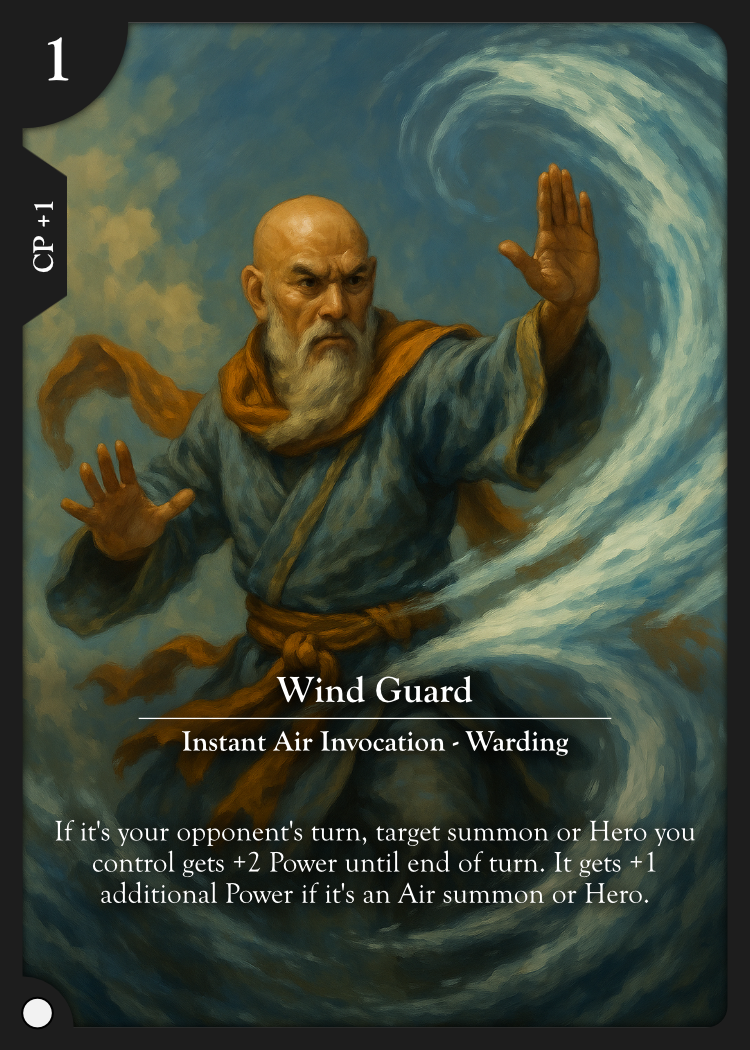 1
CP +1
Wind Guard
Instant Air Invocation - Warding
If it's your opponent's turn, target summon or Hero you
control gets +2 Power until end of turn. It gets +1
additional Power if it's an Air summon or Hero.